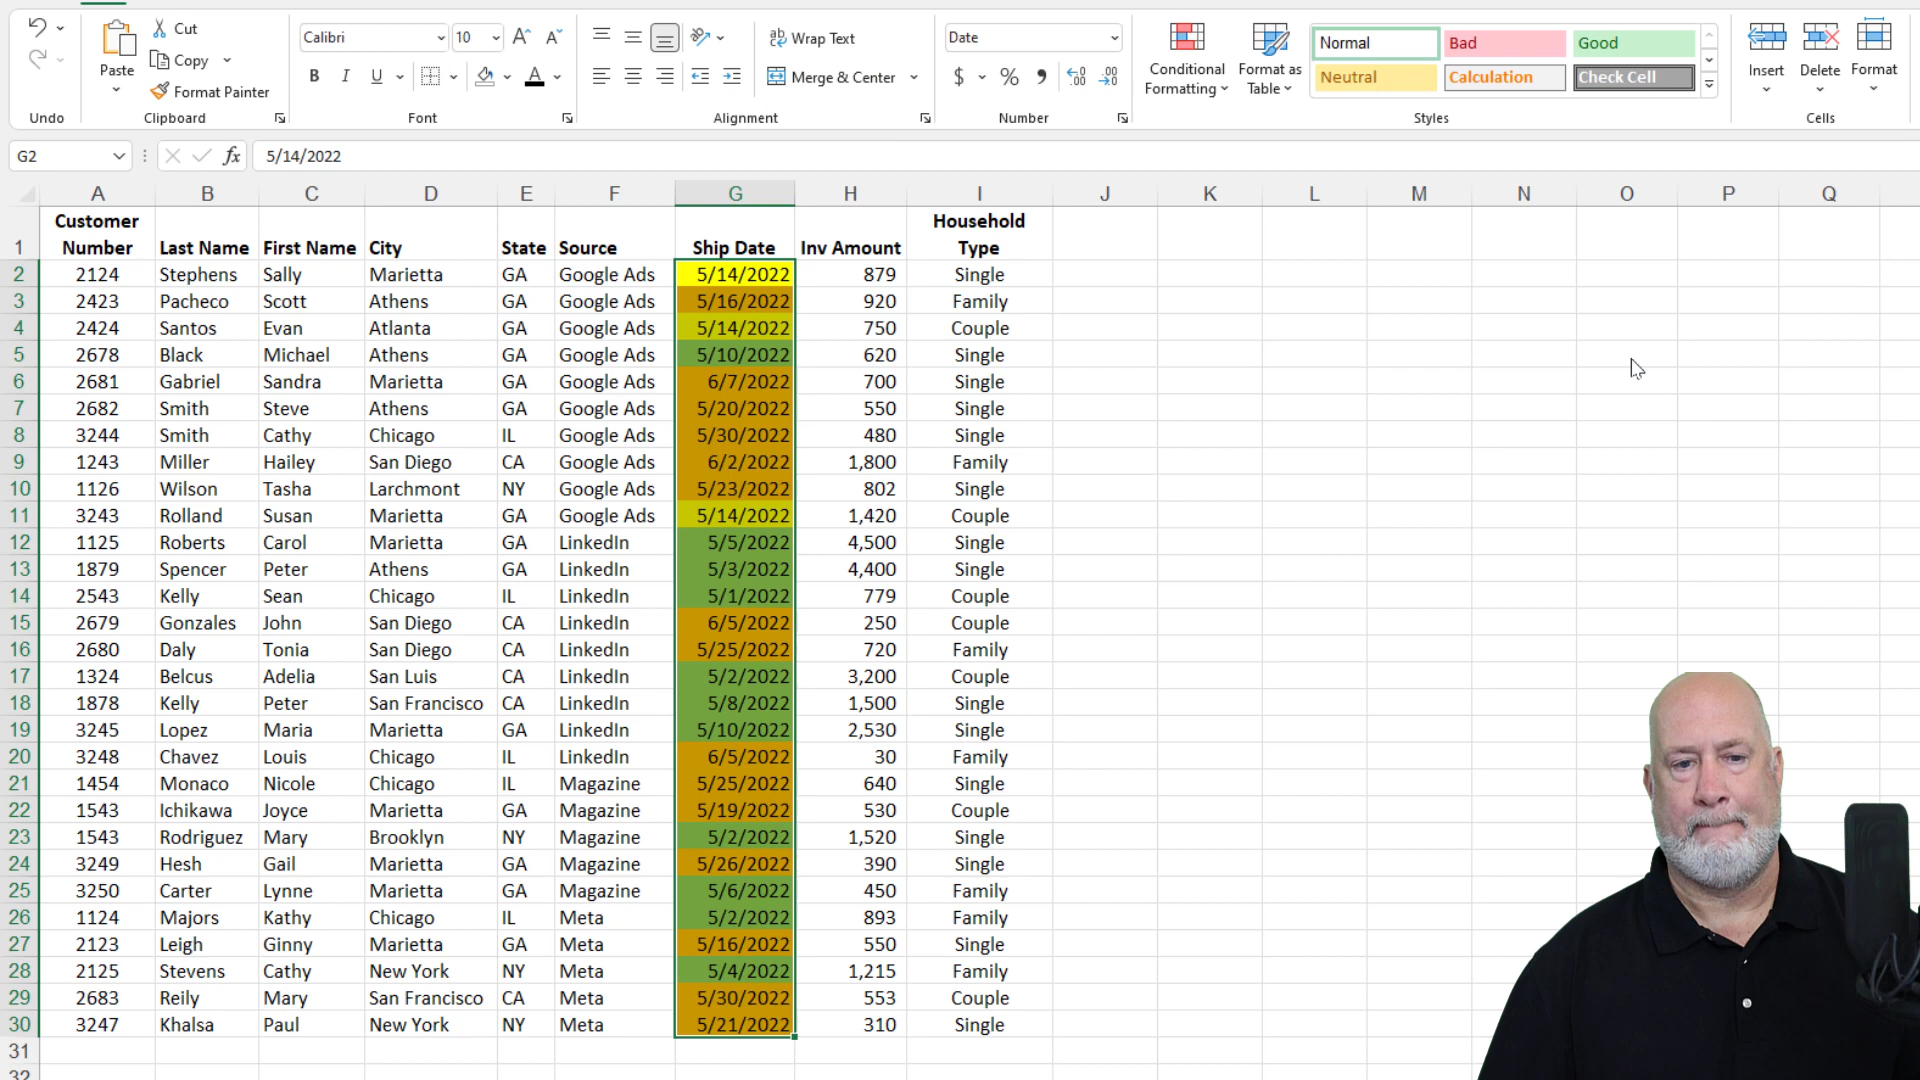 Cut
Paste
Copy
Format Painter
Undo
Clipboard
Calibri
10
B I U
A
Font
Wrap Text
Merge & Center
Alignment
Date
$ % 9
Number
Conditional Formatting
Format as Table
Normal Bad Good
Neutral Calculation Check Cell
Styles
Insert Delete Format
Cells
G2 fx 5/14/2022
A B C D E F G H I J K L M N O P Q
1 Customer Number Last Name First Name City State Source Ship Date Inv Amount Household Type
2 2124 Stephens Sally Marietta GA Google Ads 5/14/2022 879 Single
3 2423 Pacheco Scott Athens GA Google Ads 5/16/2022 920 Family
4 2424 Santos Evan Atlanta GA Google Ads 5/14/2022 750 Couple
5 2678 Black Michael Athens GA Google Ads 5/10/2022 620 Single
6 2681 Gabriel Sandra Marietta GA Google Ads 6/7/2022 700 Single
7 2682 Smith Steve Athens GA Google Ads 5/20/2022 550 Single
8 3244 Smith Cathy Chicago IL Google Ads 5/30/2022 480 Single
9 1243 Miller Hailey San Diego CA Google Ads 6/2/2022 1,800 Family
10 1126 Wilson Tasha Larchmont NY Google Ads 5/23/2022 802 Single
11 3243 Rolland Susan Marietta GA Google Ads 5/14/2022 1,420 Couple
12 1125 Roberts Carol Marietta GA LinkedIn 5/5/2022 4,500 Single
13 1879 Spencer Peter Athens GA LinkedIn 5/3/2022 4,400 Single
14 2543 Kelly Sean Chicago IL LinkedIn 5/1/2022 779 Couple
15 2679 Gonzales John San Diego CA LinkedIn 6/5/2022 250 Couple
16 2680 Daly Tonia San Diego CA LinkedIn 5/25/2022 720 Family
17 1324 Belcus Adelia San Luis CA LinkedIn 5/2/2022 3,200 Couple
18 1878 Kelly Peter San Francisco CA LinkedIn 5/8/2022 1,500 Single
19 3245 Lopez Maria Marietta GA LinkedIn 5/10/2022 2,530 Single
20 3248 Chavez Louis Chicago IL LinkedIn 6/5/2022 30 Family
21 1454 Monaco Nicole Chicago IL Magazine 5/25/2022 640 Single
22 1543 Ichikawa Joyce Marietta GA Magazine 5/19/2022 530 Couple
23 1543 Rodriguez Mary Brooklyn NY Magazine 5/2/2022 1,520 Single
24 3249 Hesh Gail Marietta GA Magazine 5/26/2022 390 Single
25 3250 Carter Lynne Marietta GA Magazine 5/6/2022 450 Family
26 1124 Majors Kathy Chicago IL Meta 5/2/2022 893 Family
27 2123 Leigh Ginny Marietta GA Meta 5/16/2022 550 Single
28 2125 Stevens Cathy New York NY Meta 5/4/2022 1,215 Family
29 2683 Reily Mary San Francisco CA Meta 5/30/2022 553 Couple
30 3247 Khalsa Paul New York NY Meta 5/21/2022 310 Single
31
32